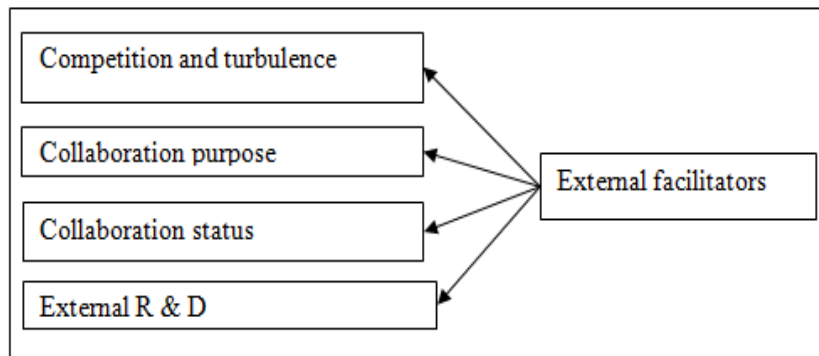 Competition and turbulence
Collaboration purpose
External facilitators
Collaboration status
External R & D